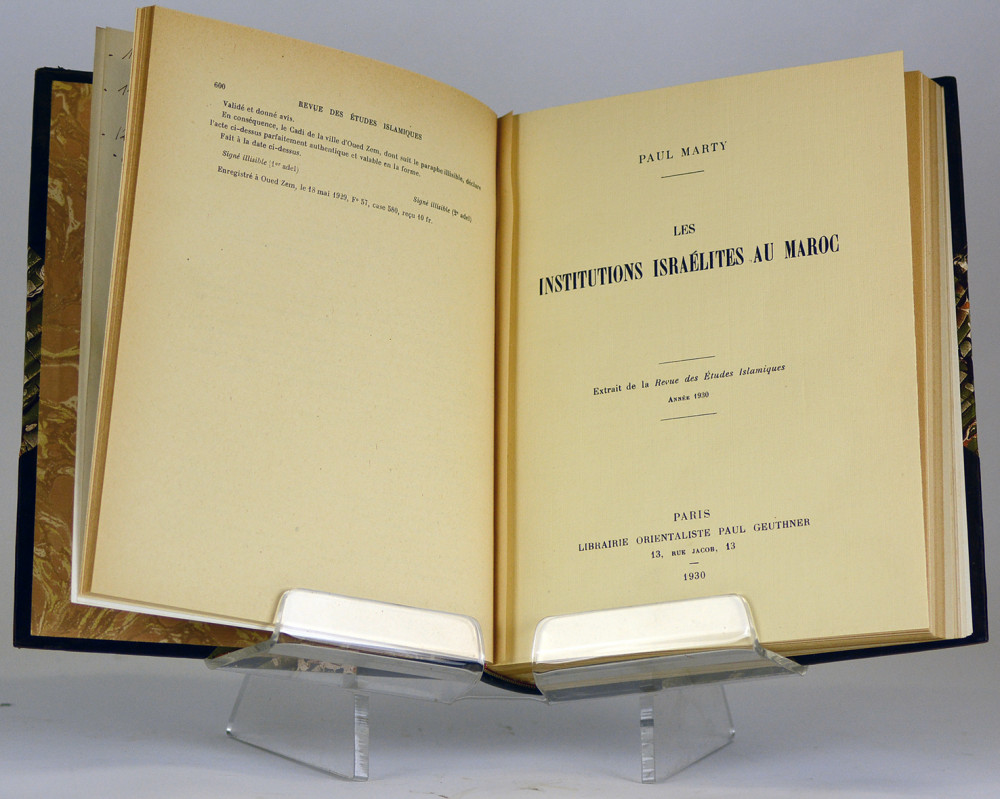 600
REVUE DES ÉTUDES ISLAMIQUES
Validé et donné avis.
En conséquence, le Cadi de la ville d'Oued Zem, dont suit le paraphe illisible, déclare
l'acte ci-dessus parfaitement authentique et valable en la forme.
Fait à la date ci-dessus.
Signé illisible (1er adel)
Signé illisible (2e adel)
Enregistré à Oued Zem, le 18 mai 1929, F° 57, case 580, reçu 10 fr.
PAUL MARTY
LES
INSTITUTIONS ISRAÉLITES AU MAROC
Extrait de la Revue des Études Islamiques
ANNÉE 1930
PARIS
LIBRAIRIE ORIENTALISTE PAUL GEUTHNER
13, RUE JACOB, 13
1930